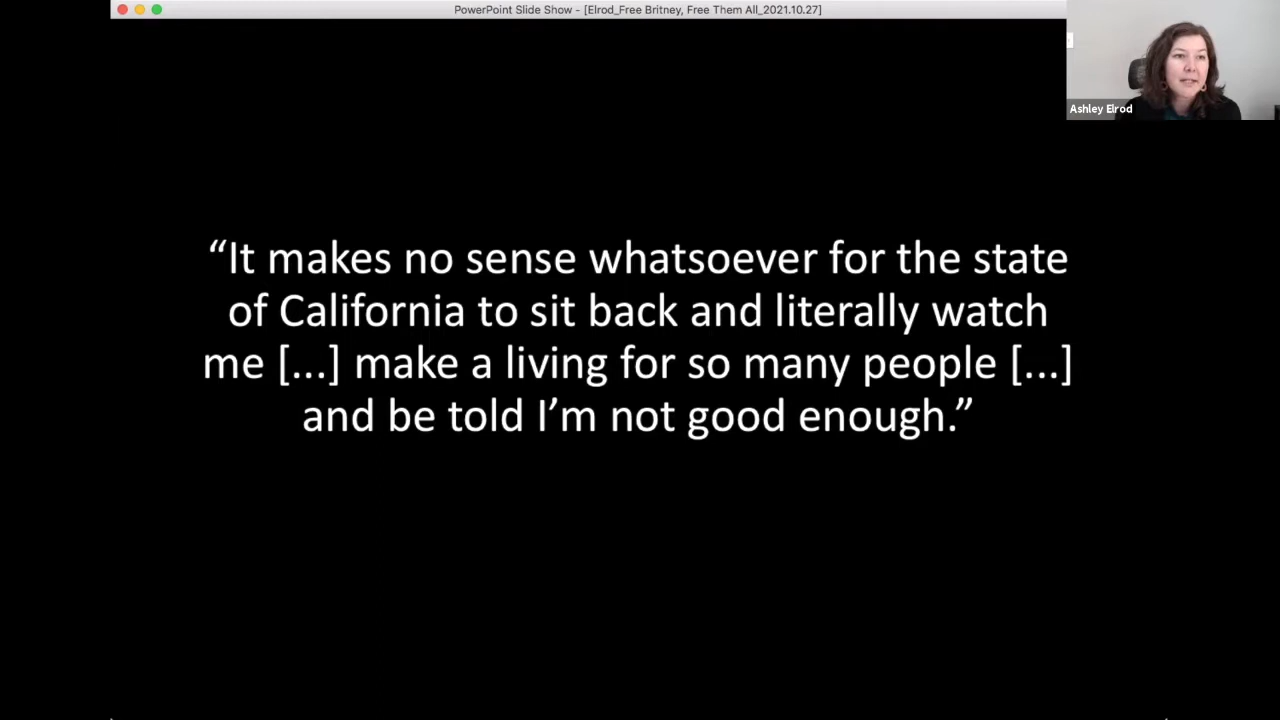 PowerPoint Slide Show - [Elrod_Free Britney, Free Them All_2021.10.27]
Ashley Elrod
“It makes no sense whatsoever for the state
of California to sit back and literally watch
me [...] make a living for so many people [...]
and be told I’m not good enough.”